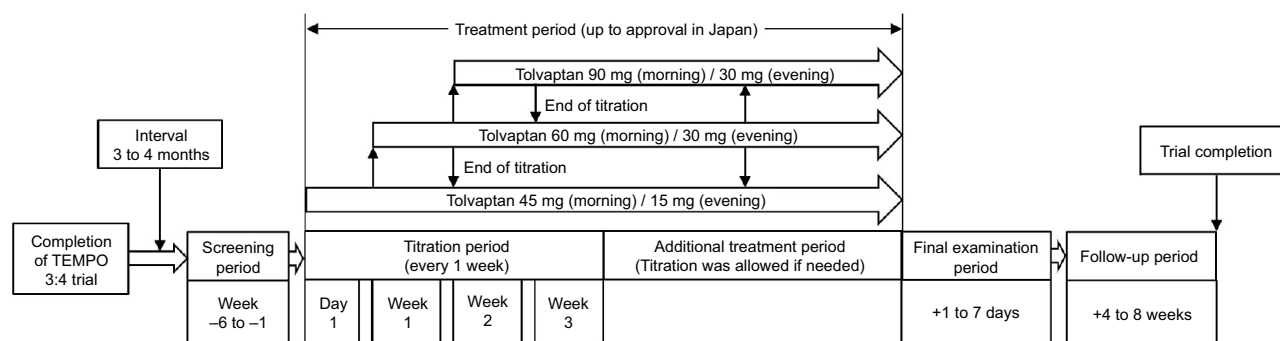 Treatment period (up to approval in Japan)
Tolvaptan 90 mg (morning) / 30 mg (evening)
End of titration
Interval
3 to 4 months
Tolvaptan 60 mg (morning) / 30 mg (evening)
Trial completion
End of titration
Tolvaptan 45 mg (morning) / 15 mg (evening)
Completion
of TEMPO
3:4 trial
Screening
period
Titration period
(every 1 week)
Additional treatment period
(Titration was allowed if needed)
Final examination
period
Follow-up period
Week
–6 to –1
Day
1
Week
1
Week
2
Week
3
+1 to 7 days
+4 to 8 weeks